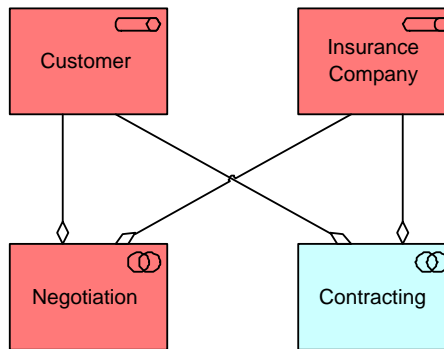 Customer
Insurance
Company
Negotiation
Contracting